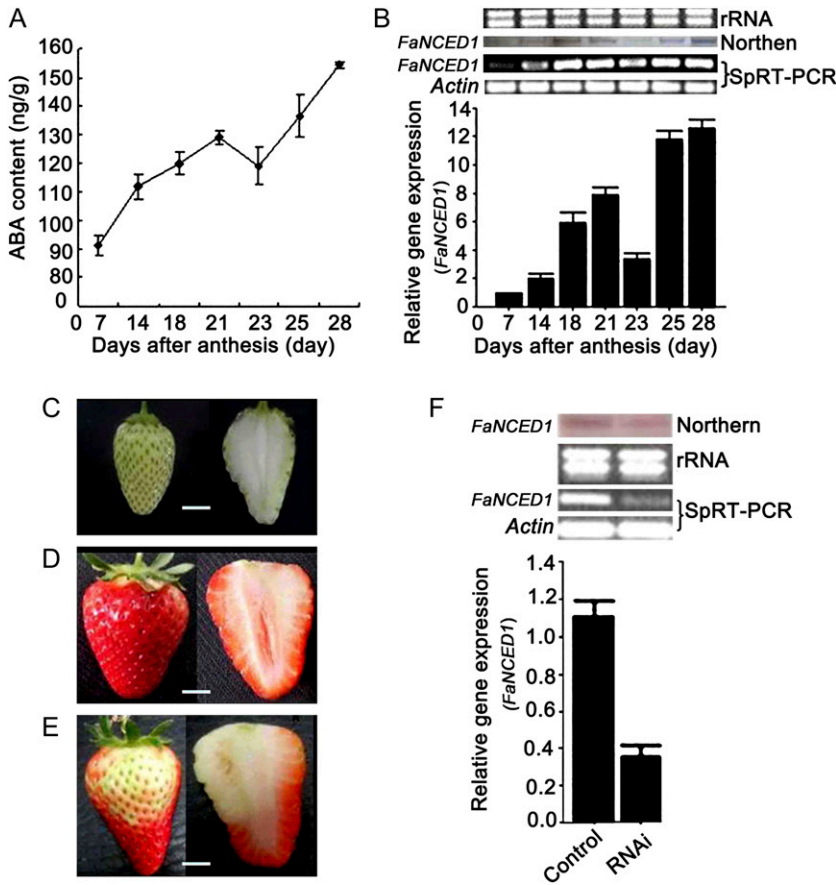 A
ABA content (ng/g)
160
150
140
130
120
110
100
90
80
60
0
0 7 14 18 21 23 25 28
Days after anthesis (day)
B
rRNA
FaNCED1 Northen
FaNCED1
SpRT-PCR
Actin
Relative gene expression
(FaNCED1)
14
12
10
8
6
4
2
0
0 7 14 18 21 23 25 28
Days after anthesis (day)
C
D
E
F
FaNCED1 Northern
rRNA
FaNCED1
SpRT-PCR
Actin
Relative gene expression
(FaNCED1)
1.4
1.2
1.0
0.8
0.6
0.4
0.2
0.0
Control RNAi